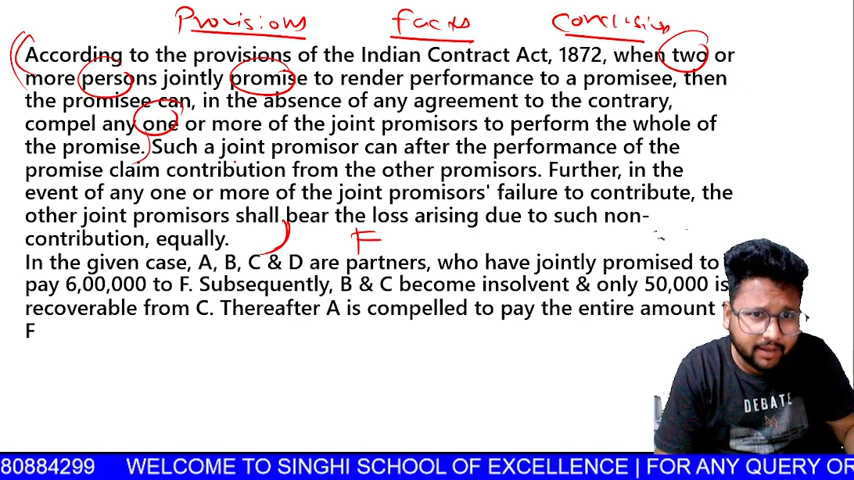 Provisions Facts Conclusion
According to the provisions of the Indian Contract Act, 1872, when two or
more persons jointly promise to render performance to a promisee, then
the promisee can, in the absence of any agreement to the contrary,
compel any one or more of the joint promisors to perform the whole of
the promise. Such a joint promisor can after the performance of the
promise claim contribution from the other promisors. Further, in the
event of any one or more of the joint promisors' failure to contribute, the
other joint promisors shall bear the loss arising due to such non-
contribution, equally.
F
In the given case, A, B, C & D are partners, who have jointly promised to
pay 6,00,000 to F. Subsequently, B & C become insolvent & only 50,000 is
recoverable from C. Thereafter A is compelled to pay the entire amount
F
DEBATE
80884299 WELCOME TO SINGHI SCHOOL OF EXCELLENCE | FOR ANY QUERY OR